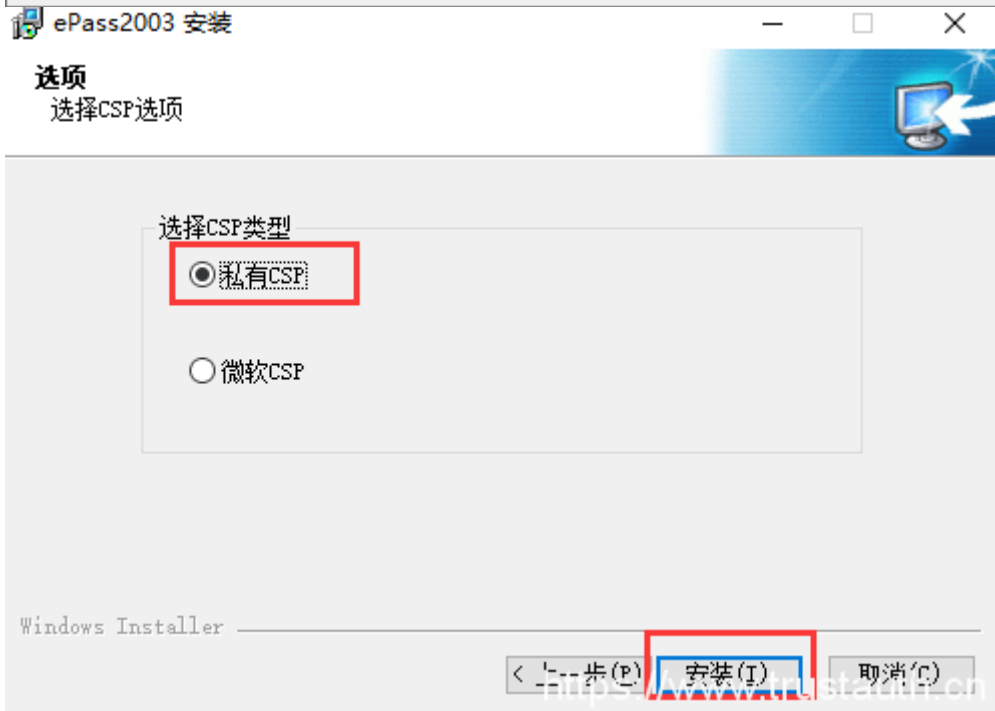 ePass2003 安装
选项
选择CSP选项
选择CSP类型
私有CSP
微软CSP
Windows Installer
< 上一步(P)
安装(I)
取消(C)
https://www.trustauth.cn